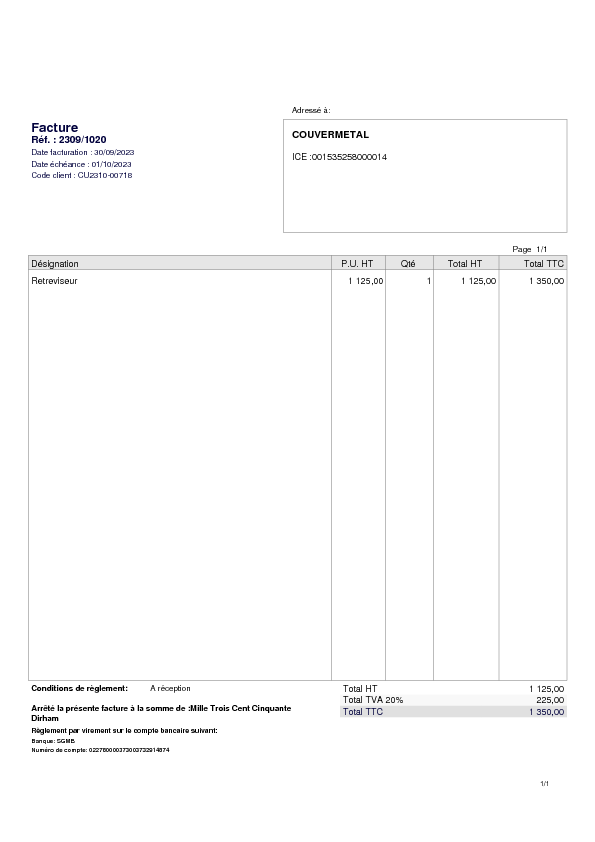 Adressé à:
Facture
Réf. : 2309/1020
Date facturation : 30/09/2023
Date échéance : 01/10/2023
Code client : CU2310-00718
COUVERMETAL
ICE :001535258000014
Page 1/1
Désignation P.U. HT Qté Total HT Total TTC
Retreviseur 1 125,00 1 1 125,00 1 350,00
Conditions de règlement: A réception
Total HT 1 125,00
Total TVA 20% 225,00
Total TTC 1 350,00
Arrêté la présente facture à la somme de :Mille Trois Cent Cinquante
Dirham
Règlement par virement sur le compte bancaire suivant:
Banque: SGMB
Numéro de compte:
1/1